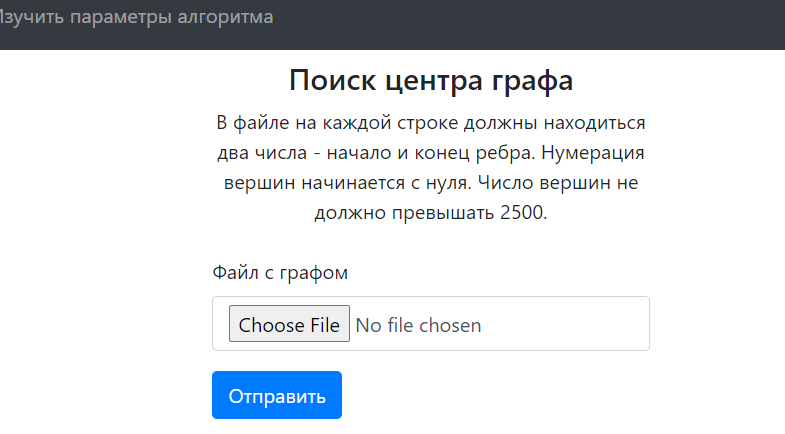 Изучить параметры алгоритма
Поиск центра графа
В файле на каждой строке должны находиться
два числа - начало и конец ребра. Нумерация
вершин начинается с нуля. Число вершин не
должно превышать 2500.
Файл с графом
Choose File No file chosen
Отправить